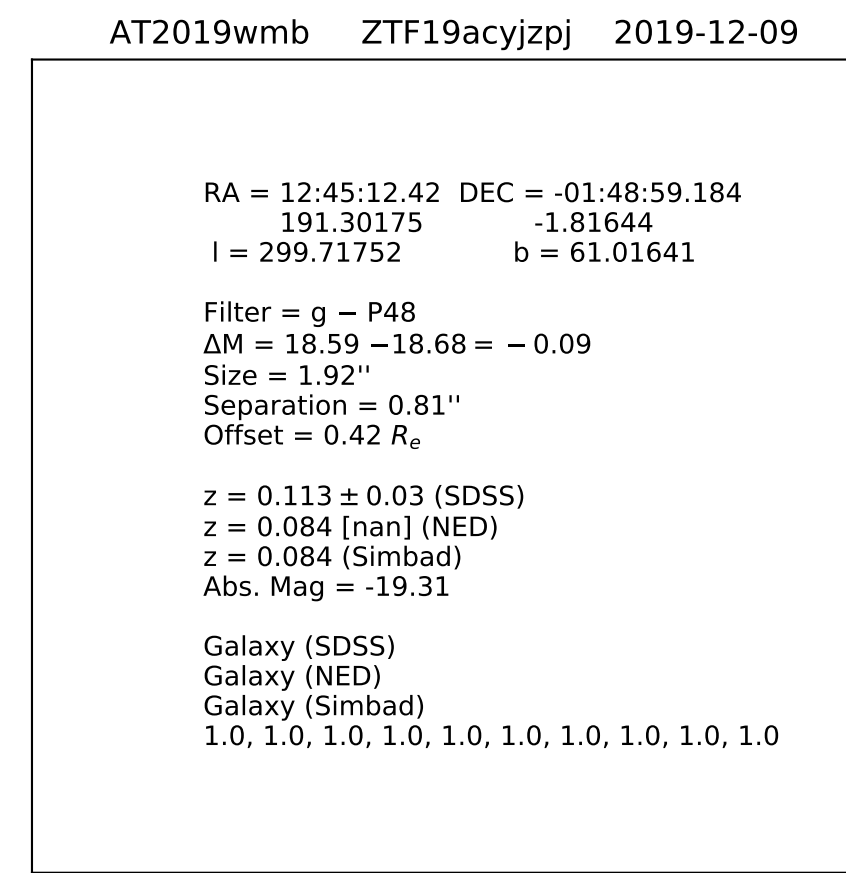 AT2019wmb ZTF19acyjzpj 2019-12-09
RA = 12:45:12.42 DEC = -01:48:59.184
191.30175 -1.81644
l = 299.71752 b = 61.01641
Filter = g − P48
ΔM = 18.59 −18.68 = − 0.09
Size = 1.92''
Separation = 0.81''
Offset = 0.42 Re
z = 0.113 ± 0.03 (SDSS)
z = 0.084 [nan] (NED)
z = 0.084 (Simbad)
Abs. Mag = -19.31
Galaxy (SDSS)
Galaxy (NED)
Galaxy (Simbad)
1.0, 1.0, 1.0, 1.0, 1.0, 1.0, 1.0, 1.0, 1.0, 1.0